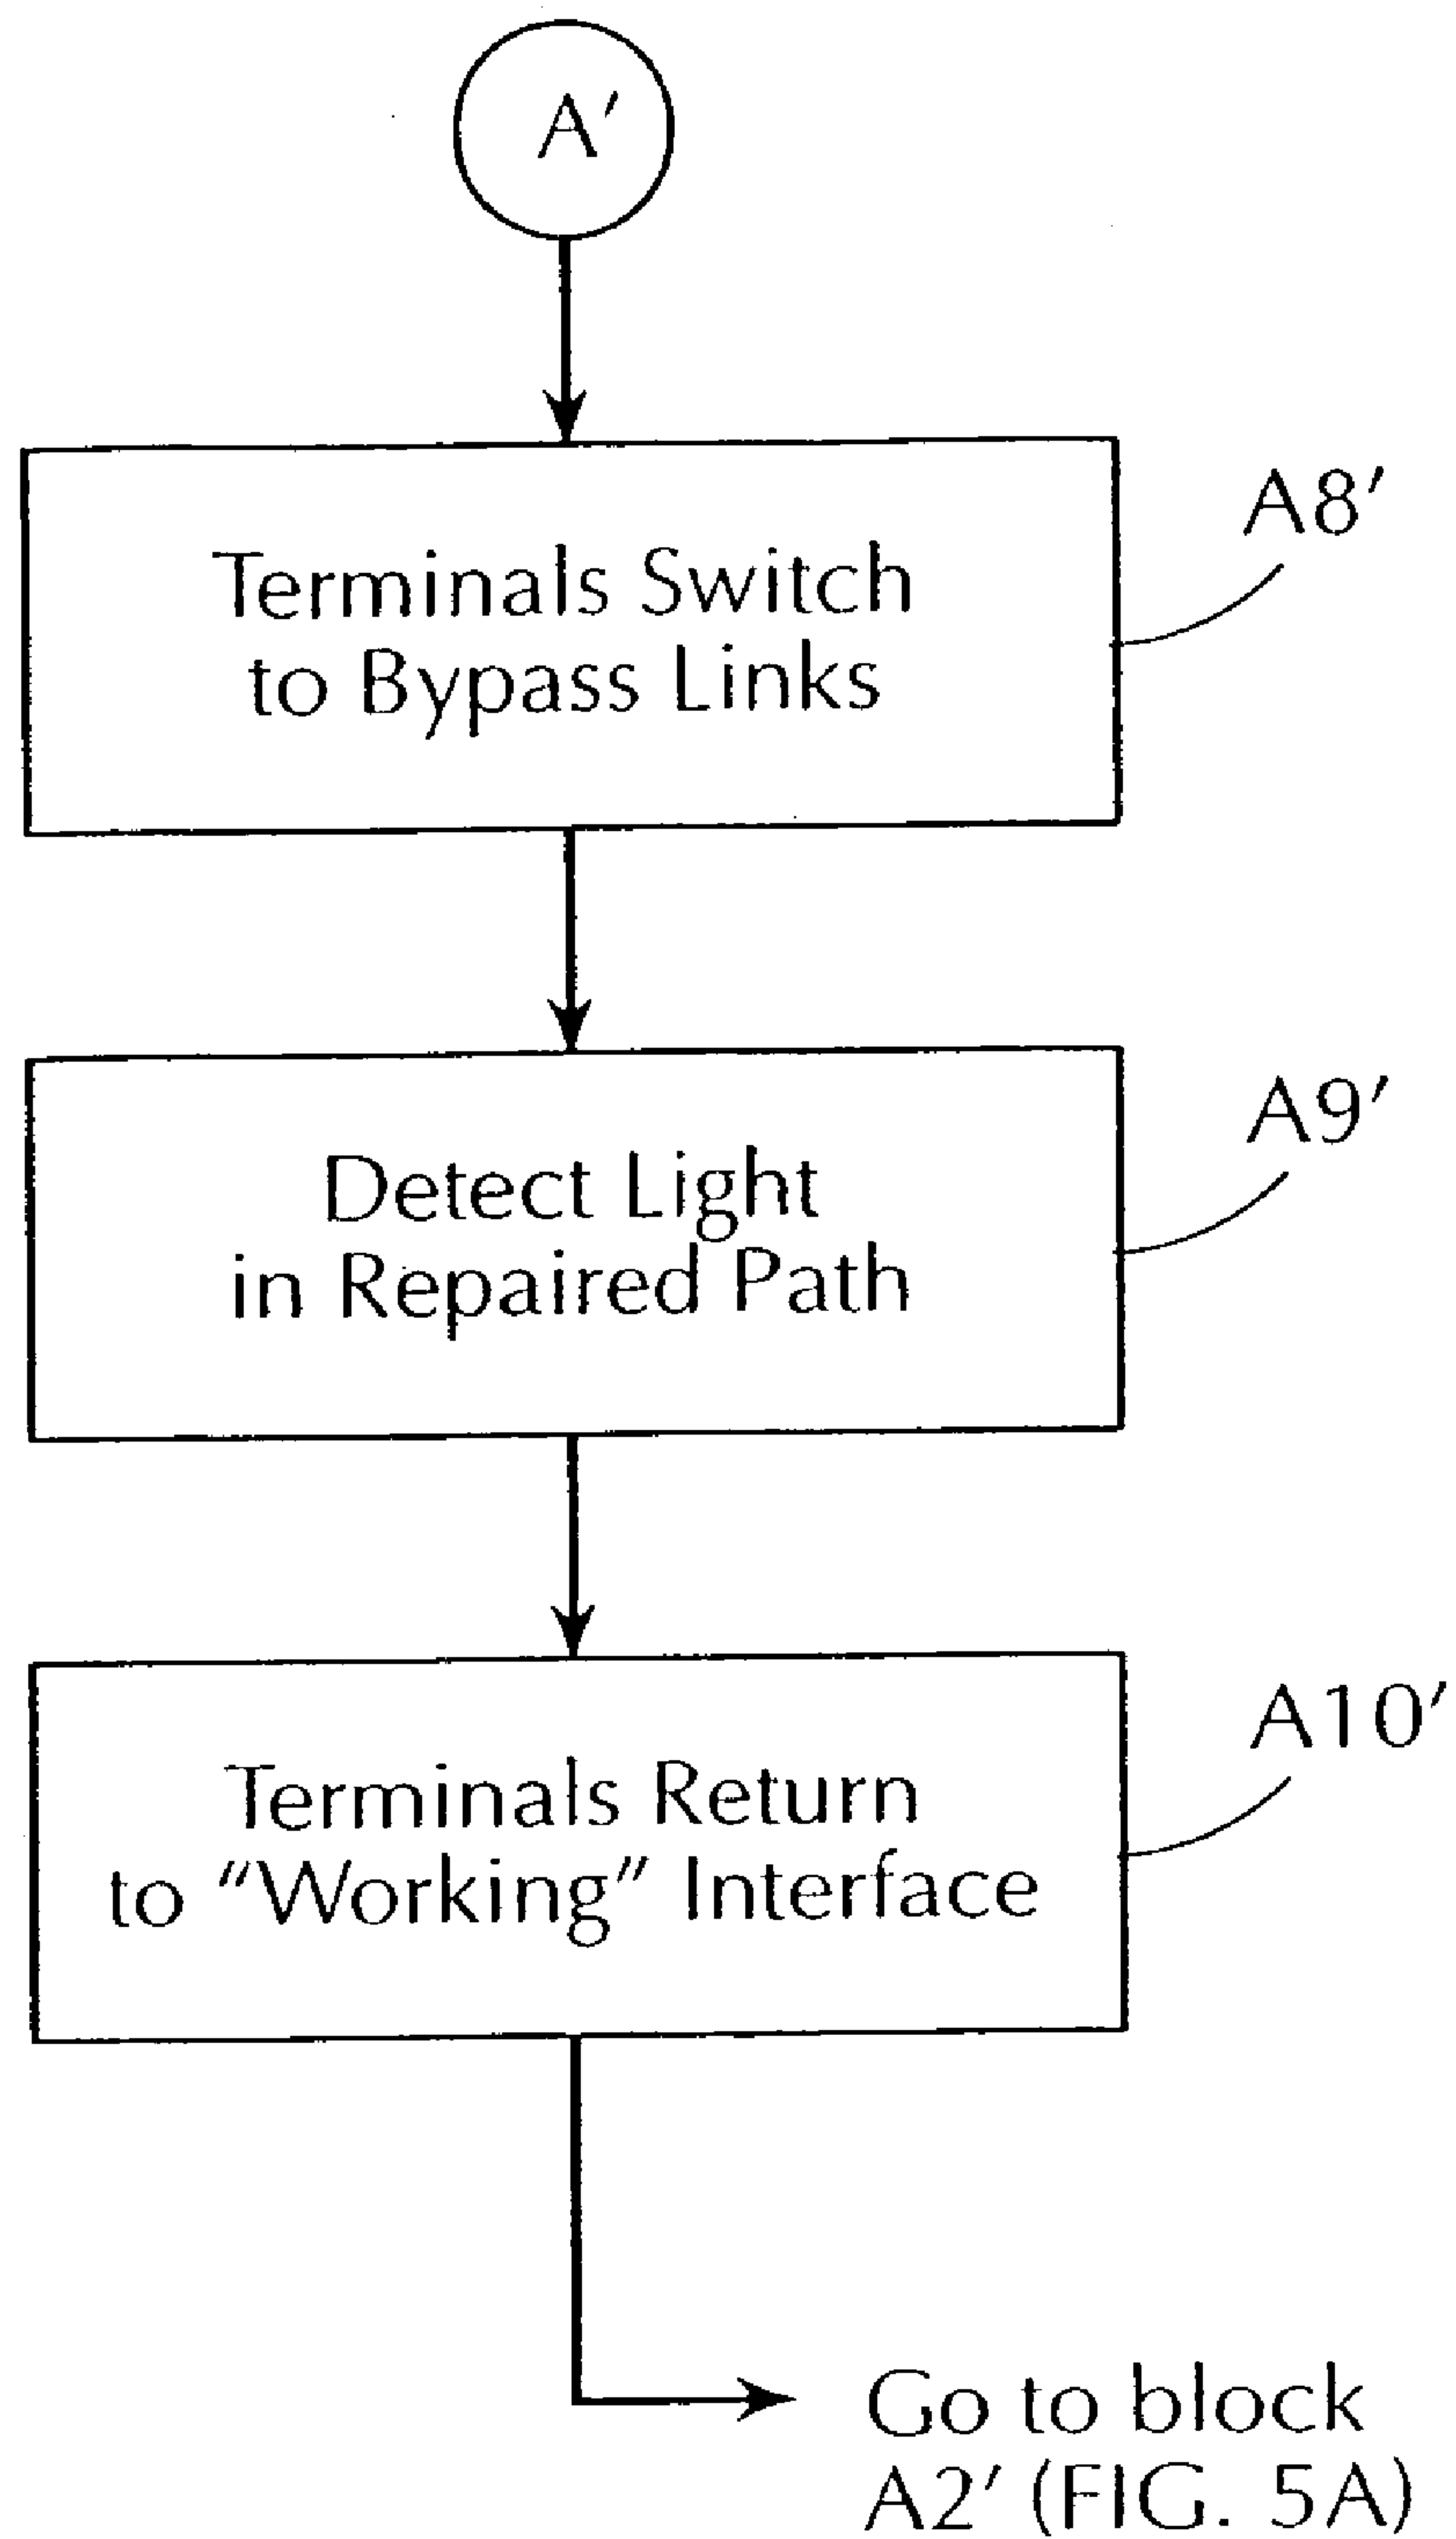 A'
Terminals Switch
to Bypass Links
A8'
Detect Light
in Repaired Path
A9'
Terminals Return
to "Working" Interface
A10'
Go to block
A2' (FIG. 5A)